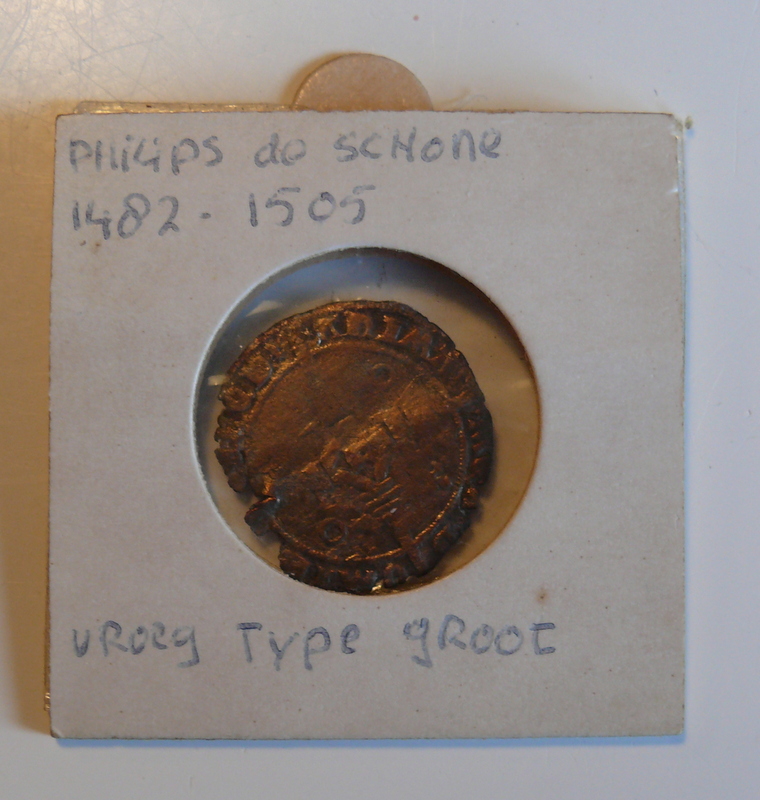 PHiLiPS de SCHONe
1482 - 1505
VROEg Type gROOT